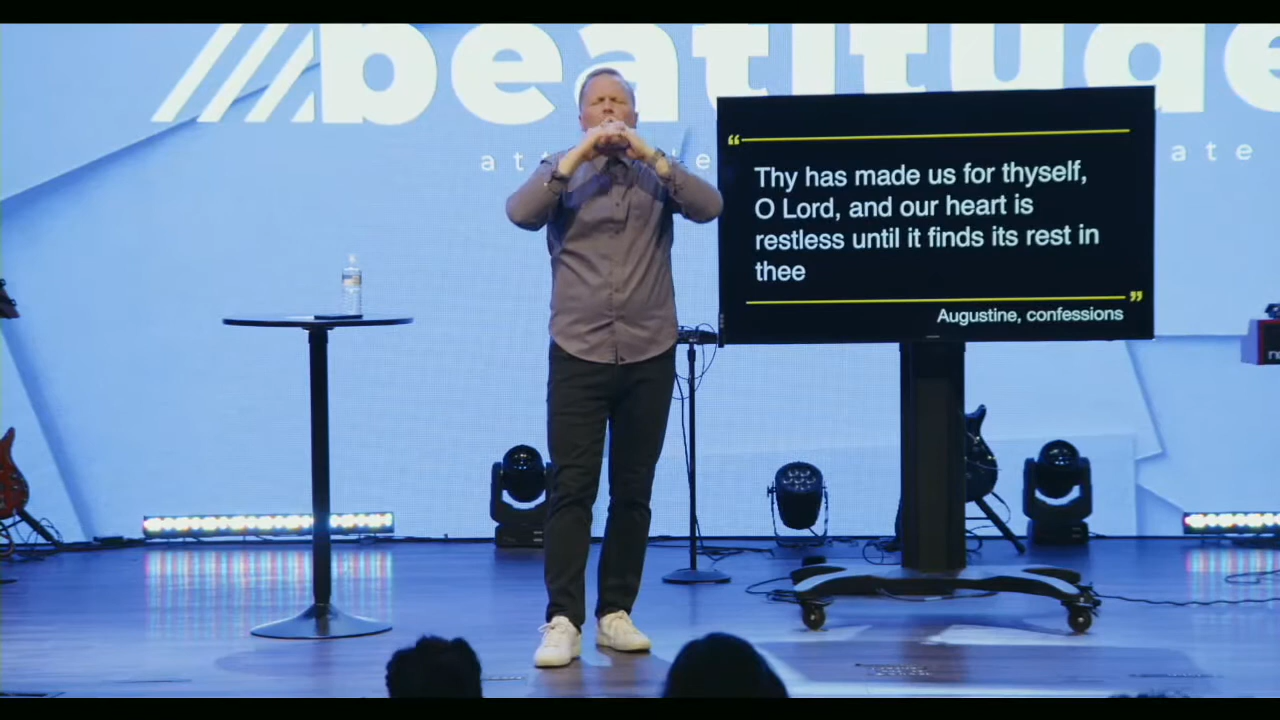 beatitude
“
Thy has made us for thyself,
O Lord, and our heart is
restless until it finds its rest in
thee
”
Augustine, confessions